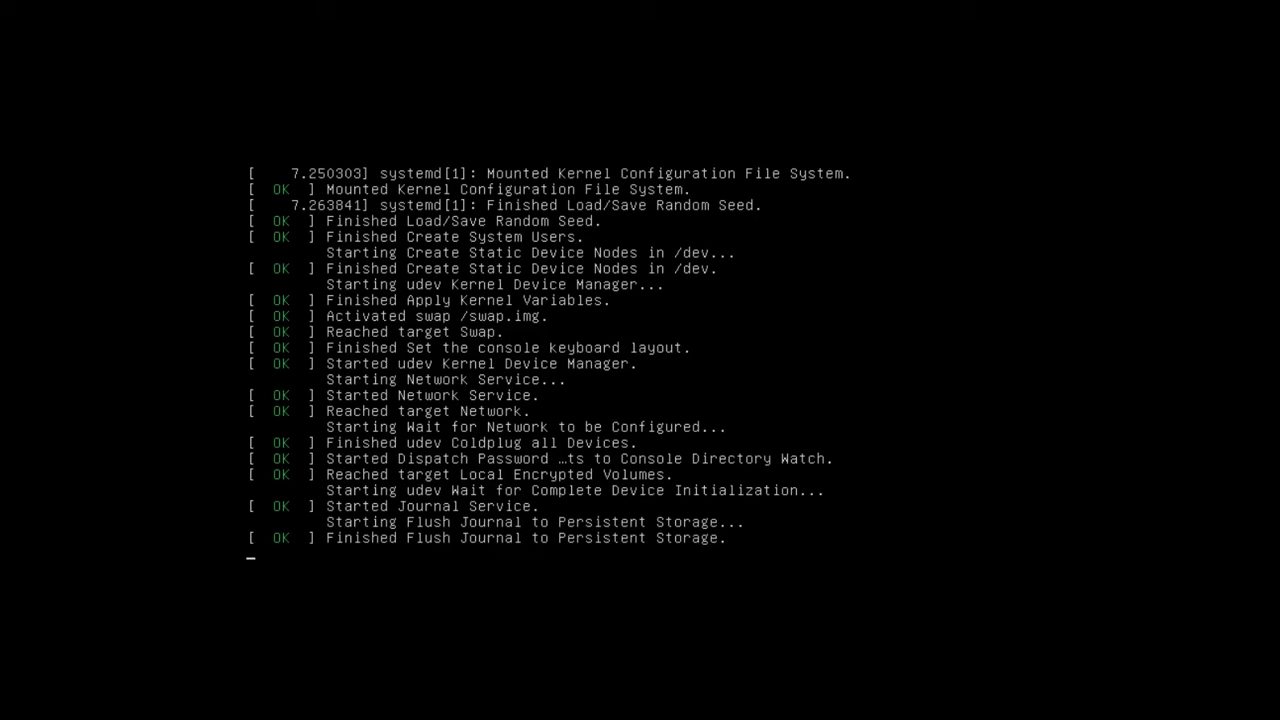 [    7.250303] systemd[1]: Mounted Kernel Configuration File System.
[  OK  ] Mounted Kernel Configuration File System.
[    7.263841] systemd[1]: Finished Load/Save Random Seed.
[  OK  ] Finished Load/Save Random Seed.
[  OK  ] Finished Create System Users.
         Starting Create Static Device Nodes in /dev...
[  OK  ] Finished Create Static Device Nodes in /dev.
         Starting udev Kernel Device Manager...
[  OK  ] Finished Apply Kernel Variables.
[  OK  ] Activated swap /swap.img.
[  OK  ] Reached target Swap.
[  OK  ] Finished Set the console keyboard layout.
[  OK  ] Started udev Kernel Device Manager.
         Starting Network Service...
[  OK  ] Started Network Service.
[  OK  ] Reached target Network.
         Starting Wait for Network to be Configured...
[  OK  ] Finished udev Coldplug all Devices.
[  OK  ] Started Dispatch Password …ts to Console Directory Watch.
[  OK  ] Reached target Local Encrypted Volumes.
         Starting udev Wait for Complete Device Initialization...
[  OK  ] Started Journal Service.
         Starting Flush Journal to Persistent Storage...
[  OK  ] Finished Flush Journal to Persistent Storage.